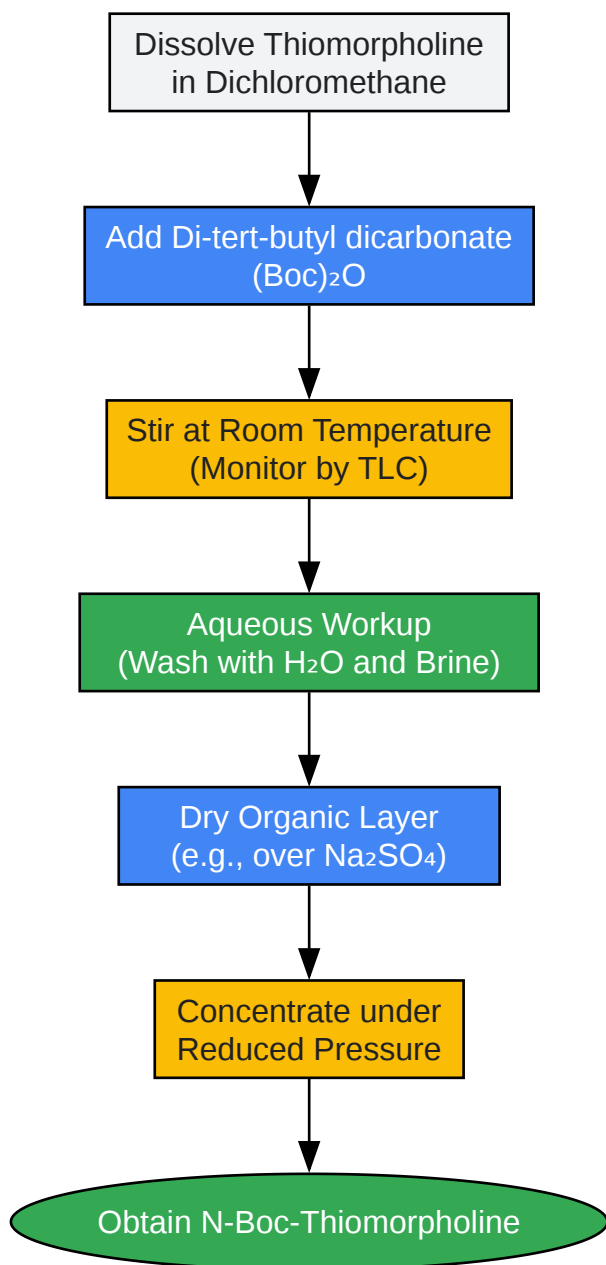 Dissolve Thiomorpholine
in Dichloromethane
Add Di-tert-butyl dicarbonate
(Boc)₂O
Stir at Room Temperature
(Monitor by TLC)
Aqueous Workup
(Wash with H₂O and Brine)
Dry Organic Layer
(e.g., over Na₂SO₄)
Concentrate under
Reduced Pressure
Obtain N-Boc-Thiomorpholine